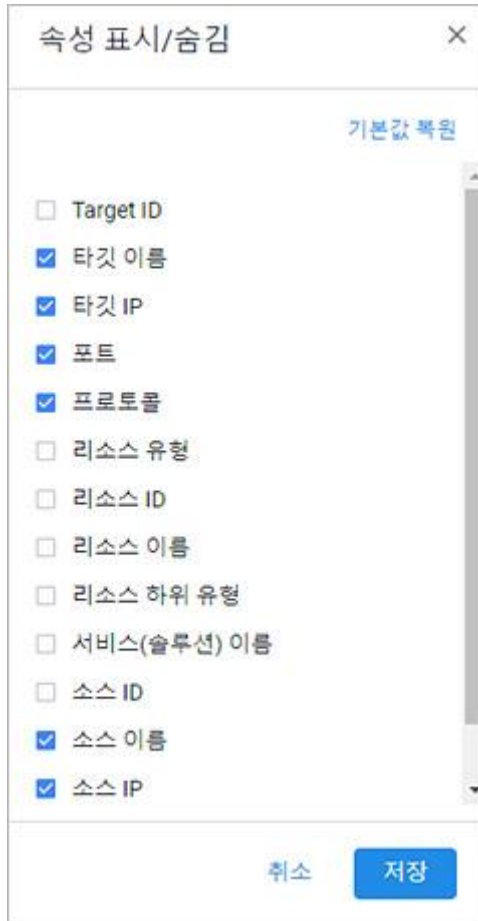 속성 표시/숨김
기본값 복원
Target ID
타깃 이름
타깃 IP
포트
프로토콜
리소스 유형
리소스 ID
리소스 이름
리소스 하위 유형
서비스(솔루션) 이름
소스 ID
소스 이름
소스 IP
취소
저장